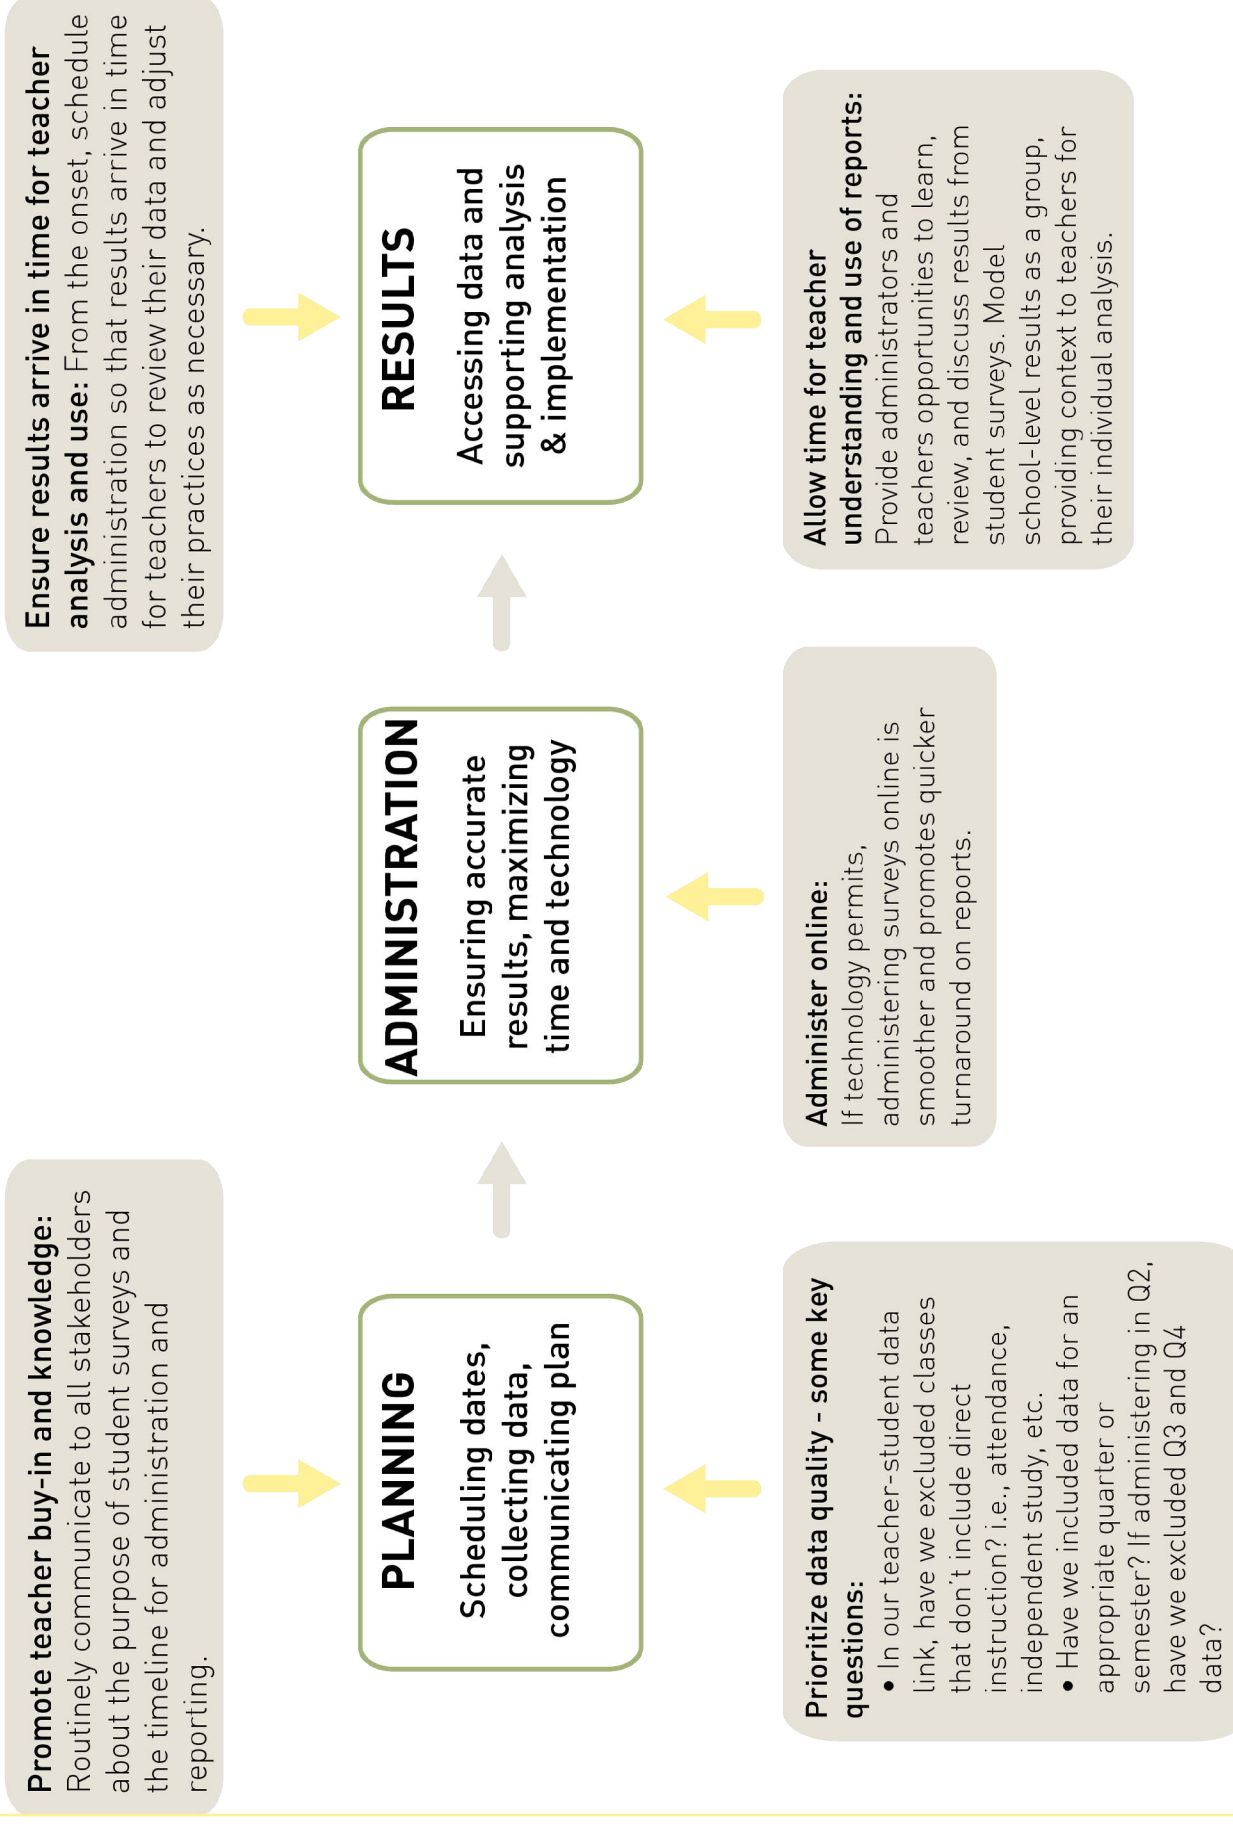 Promote teacher buy-in and knowledge:
Routinely communicate to all stakeholders
about the purpose of student surveys and
the timeline for administration and
reporting.
Ensure results arrive in time for teacher
analysis and use: From the onset, schedule
administration so that results arrive in time
for teachers to review their data and adjust
their practices as necessary.
PLANNING
Scheduling dates,
collecting data,
communicating plan
ADMINISTRATION
Ensuring accurate
results, maximizing
time and technology
RESULTS
Accessing data and
supporting analysis
& implementation
Prioritize data quality - some key
questions:
• In our teacher-student data
link, have we excluded classes
that don't include direct
instruction? i.e., attendance,
independent study, etc.
• Have we included data for an
appropriate quarter or
semester? If administering in Q2,
have we excluded Q3 and Q4
data?
Administer online:
If technology permits,
administering surveys online is
smoother and promotes quicker
turnaround on reports.
Allow time for teacher
understanding and use of reports:
Provide administrators and
teachers opportunities to learn,
review, and discuss results from
student surveys. Model
school-level results as a group,
providing context to teachers for
their individual analysis.